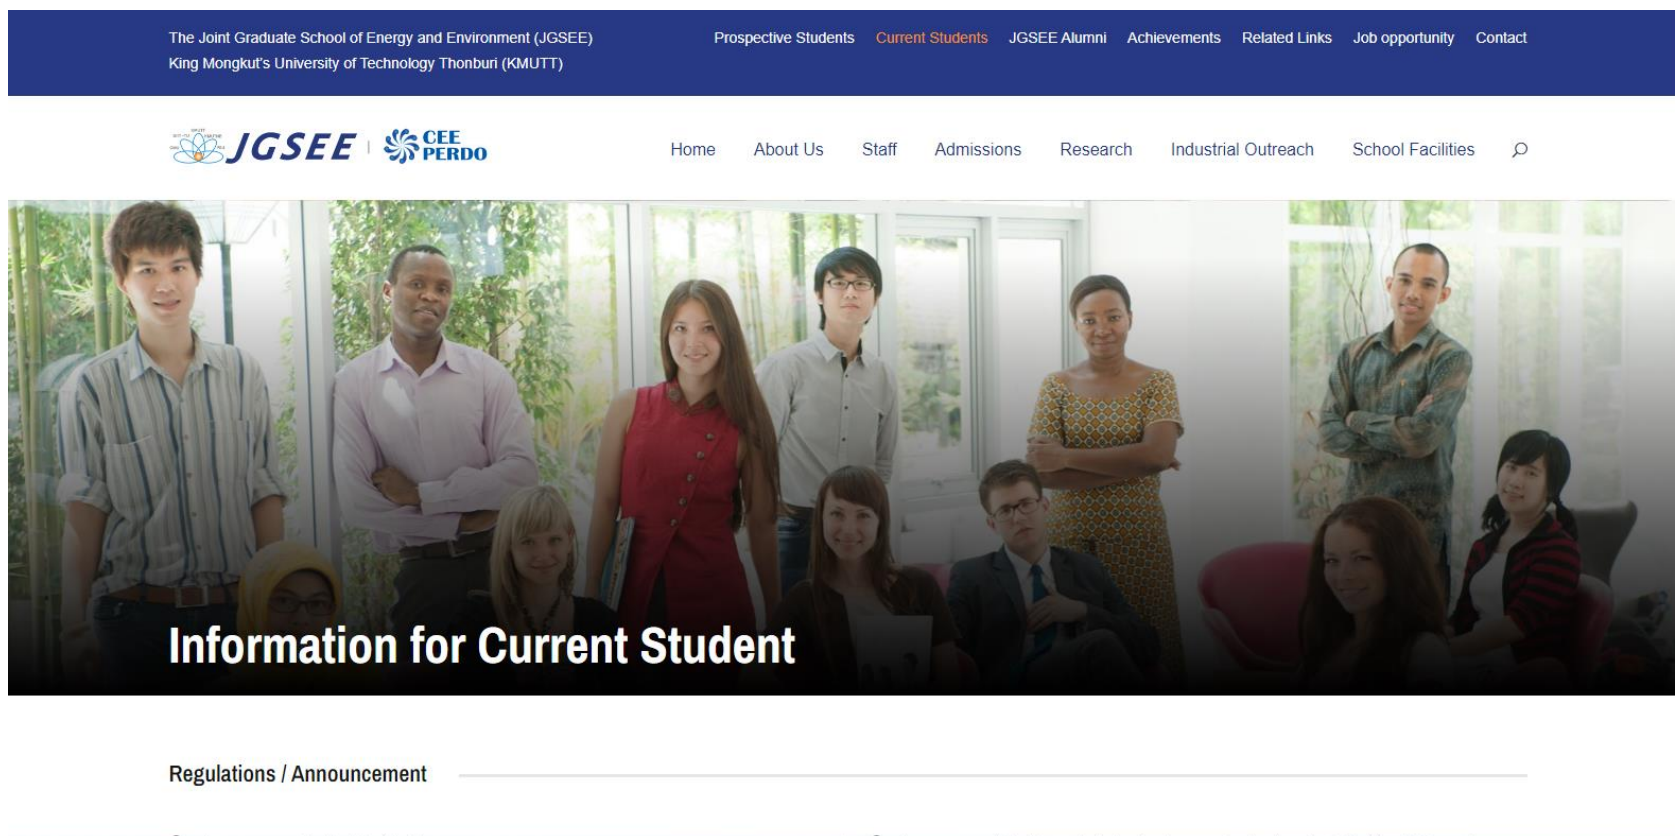 The Joint Graduate School of Energy and Environment (JGSEE)
King Mongkut's University of Technology Thonburi (KMUTT)
Prospective Students Current Students JGSEE Alumni Achievements Related Links Job opportunity Contact
JGSEE
CEE
PERDO
Home About Us Staff Admissions Research Industrial Outreach School Facilities
Information for Current Student
Regulations / Announcement